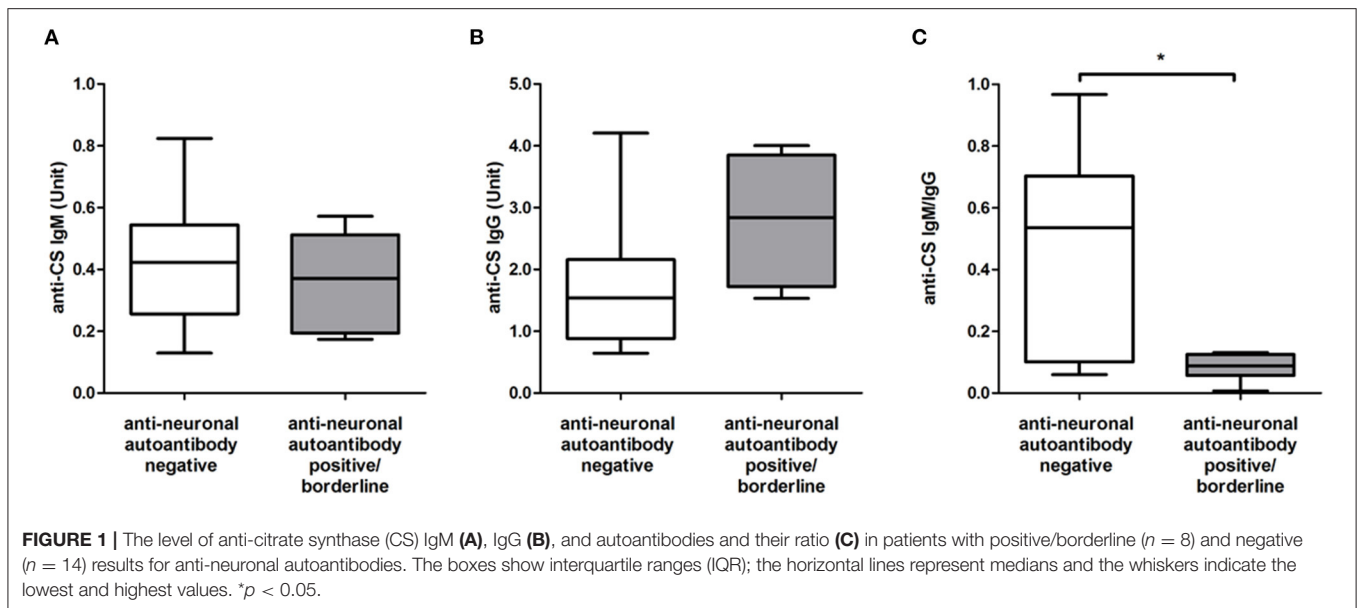 A
B
C
1.0
0.8
0.6
0.4
0.2
0.0
anti-CS IgM (Unit)
anti-neuronal
autoantibody
negative
anti-neuronal
autoantibody
positive/
borderline
5.0
4.0
3.0
2.0
1.0
0.0
anti-CS IgG (Unit)
anti-neuronal
autoantibody
negative
anti-neuronal
autoantibody
positive/
borderline
*
1.0
0.8
0.6
0.4
0.2
0.0
anti-CS IgM/IgG
anti-neuronal
autoantibody
negative
anti-neuronal
autoantibody
positive/
borderline
FIGURE 1 | The level of anti-citrate synthase (CS) IgM (A), IgG (B), and autoantibodies and their ratio (C) in patients with positive/borderline (n = 8) and negative
(n = 14) results for anti-neuronal autoantibodies. The boxes show interquartile ranges (IQR); the horizontal lines represent medians and the whiskers indicate the
lowest and highest values. *p < 0.05.